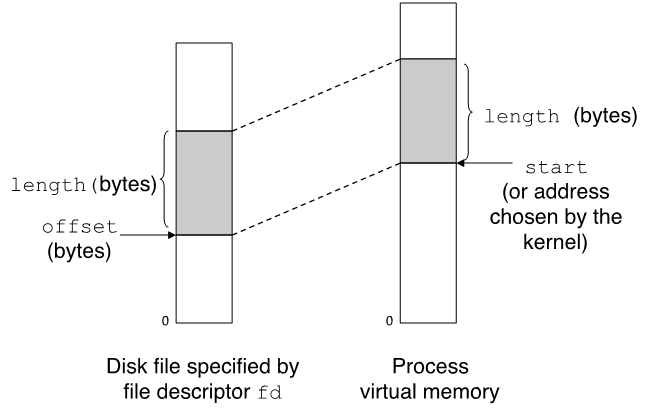 length (bytes)
length (bytes)
offset
(bytes)
start
(or address
chosen by the
kernel)
0
0
Disk file specified by
file descriptor fd
Process
virtual memory